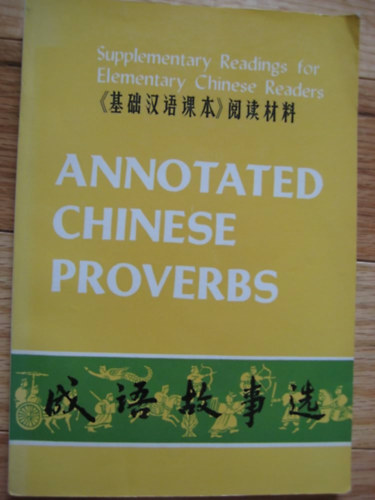 Supplementary Readings for
Elementary Chinese Readers
《基础汉语课本》阅读材料
ANNOTATED
CHINESE
PROVERBS
成语故事选